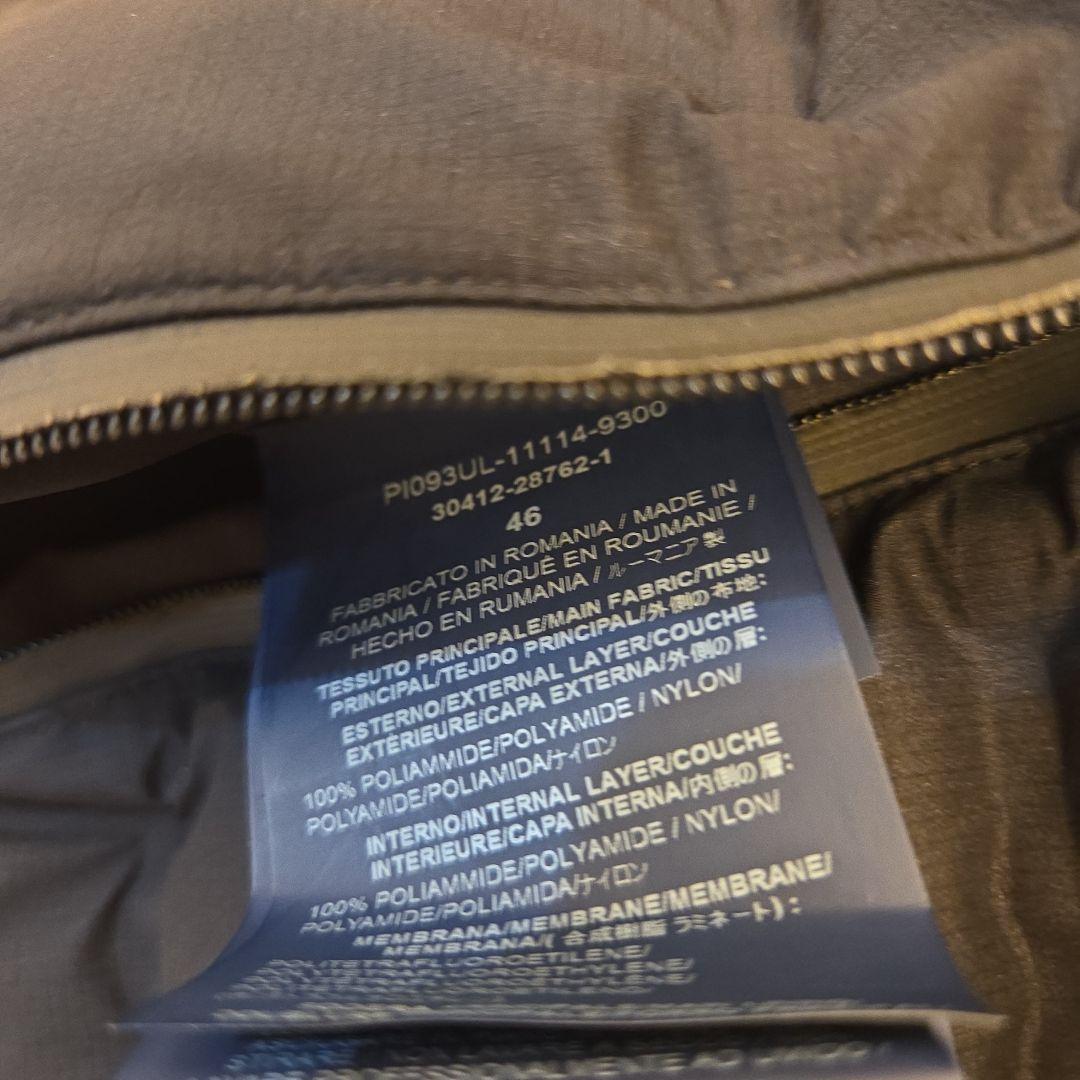 PI093UL-11114-9300
30412-28762-1
46
FABBRICATO IN ROMANIA / MADE IN
ROMANIA / FABRIQUÉ EN ROUMANIE /
HECHO EN RUMANIA / ルーマニア製
TESSUTO PRINCIPALE/MAIN FABRIC/TISSU
PRINCIPAL/TEJIDO PRINCIPAL/外側の布地:
ESTERNO/EXTERNAL LAYER/COUCHE
EXTÉRIEURE/CAPA EXTERNA/外側の層:
100% POLIAMMIDE/POLYAMIDE / NYLON/
POLYAMIDE/POLIAMIDA/ナイロン
INTERNO/INTERNAL LAYER/COUCHE
INTERIEURE/CAPA INTERNA/内側の層:
100% POLIAMMIDE/POLYAMIDE / NYLON/
POLYAMIDE/POLIAMIDA/ナイロン
MEMBRANA/MEMBRANE/MEMBRANE/
MEMBRANA/( 合成樹脂 ラミネート):
POLITETRAFLUOROETILENE/
POLYTETRAFLUOROETHYLENE/